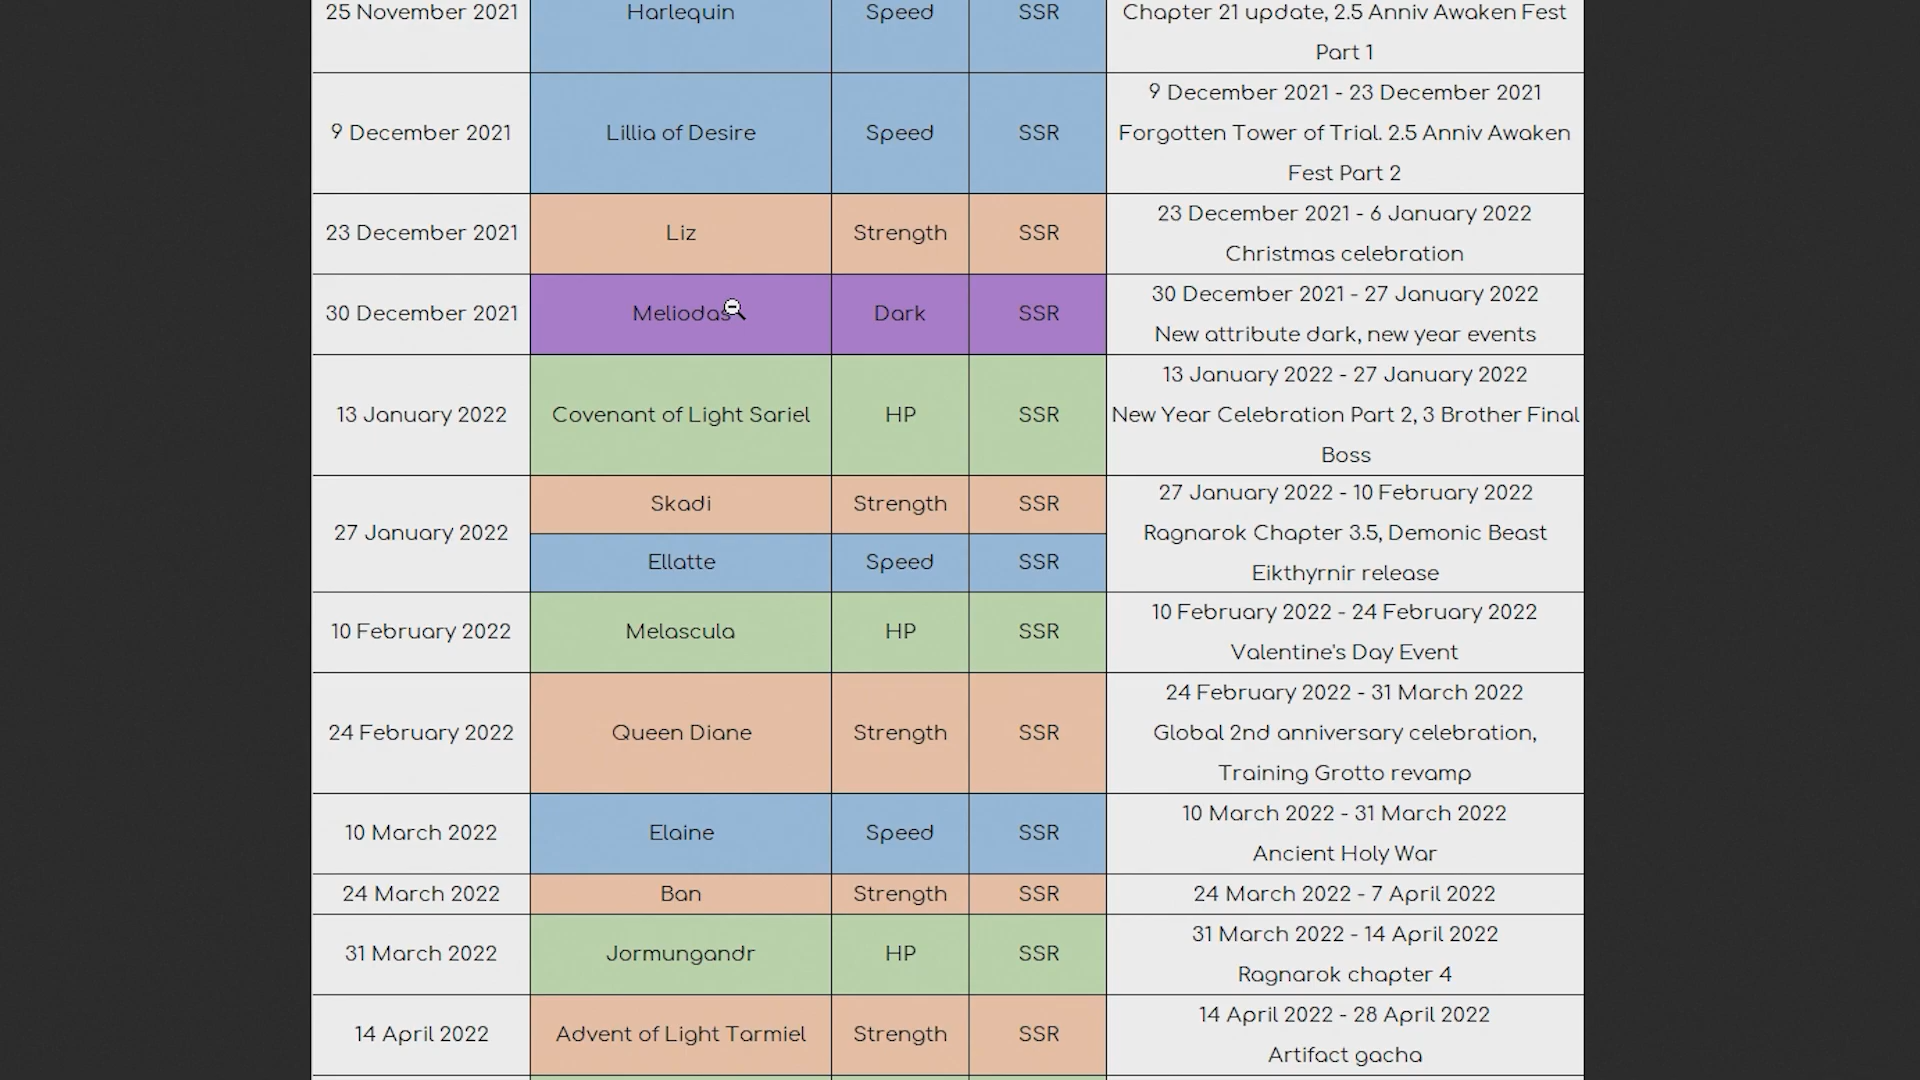 25 November 2021 Harlequin Speed SSR Chapter 21 update, 2.5 Anniv Awaken Fest
Part 1
9 December 2021 Lillia of Desire Speed SSR 9 December 2021 - 23 December 2021
Forgotten Tower of Trial. 2.5 Anniv Awaken
Fest Part 2
23 December 2021 Liz Strength SSR 23 December 2021 - 6 January 2022
Christmas celebration
30 December 2021 Meliodas Dark SSR 30 December 2021 - 27 January 2022
New attribute dark, new year events
13 January 2022 Covenant of Light Sariel HP SSR 13 January 2022 - 27 January 2022
New Year Celebration Part 2, 3 Brother Final
Boss
27 January 2022 Skadi Strength SSR 27 January 2022 - 10 February 2022
Ragnarok Chapter 3.5, Demonic Beast
Ellatte Speed SSR Eikthyrnir release
10 February 2022 Melascula HP SSR 10 February 2022 - 24 February 2022
Valentine's Day Event
24 February 2022 Queen Diane Strength SSR 24 February 2022 - 31 March 2022
Global 2nd anniversary celebration,
Training Grotto revamp
10 March 2022 Elaine Speed SSR 10 March 2022 - 31 March 2022
Ancient Holy War
24 March 2022 Ban Strength SSR 24 March 2022 - 7 April 2022
31 March 2022 Jormungandr HP SSR 31 March 2022 - 14 April 2022
Ragnarok chapter 4
14 April 2022 Advent of Light Tarmiel Strength SSR 14 April 2022 - 28 April 2022
Artifact gacha